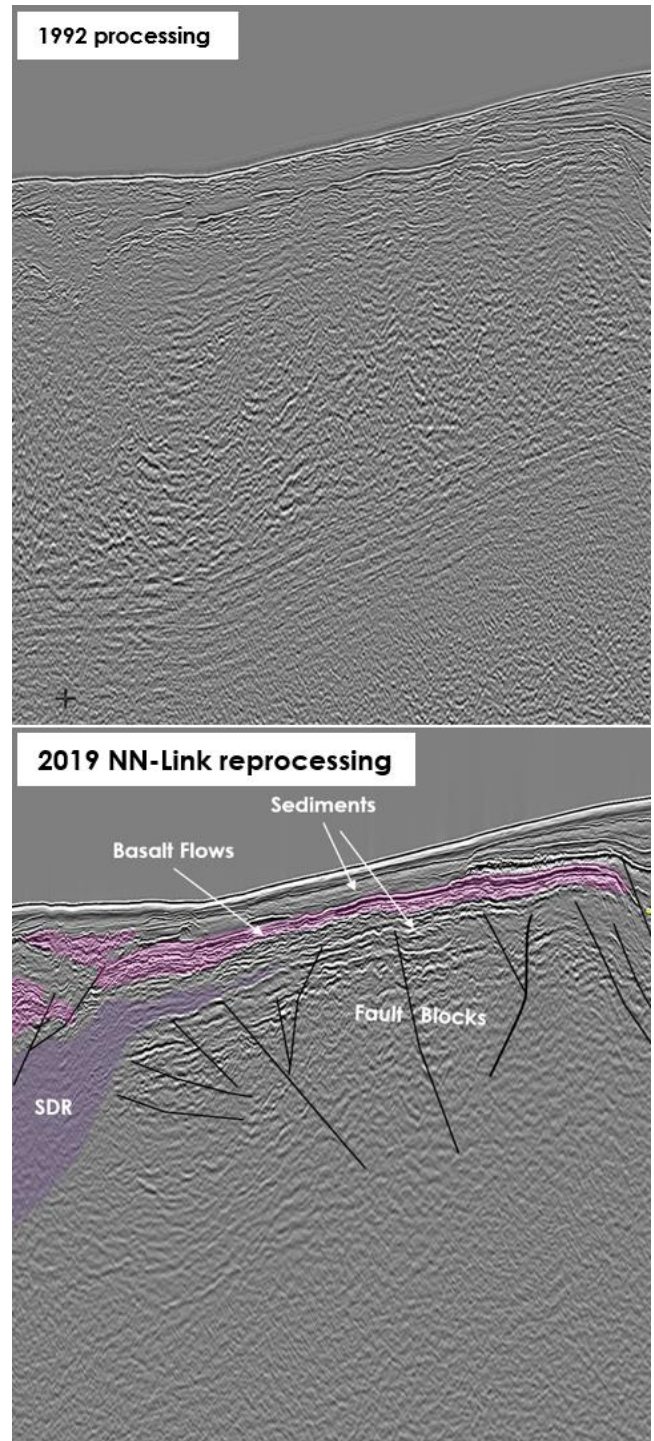 1992 processing
2019 NN-Link reprocessing
Sediments
Basalt Flows
Fault Blocks
SDR